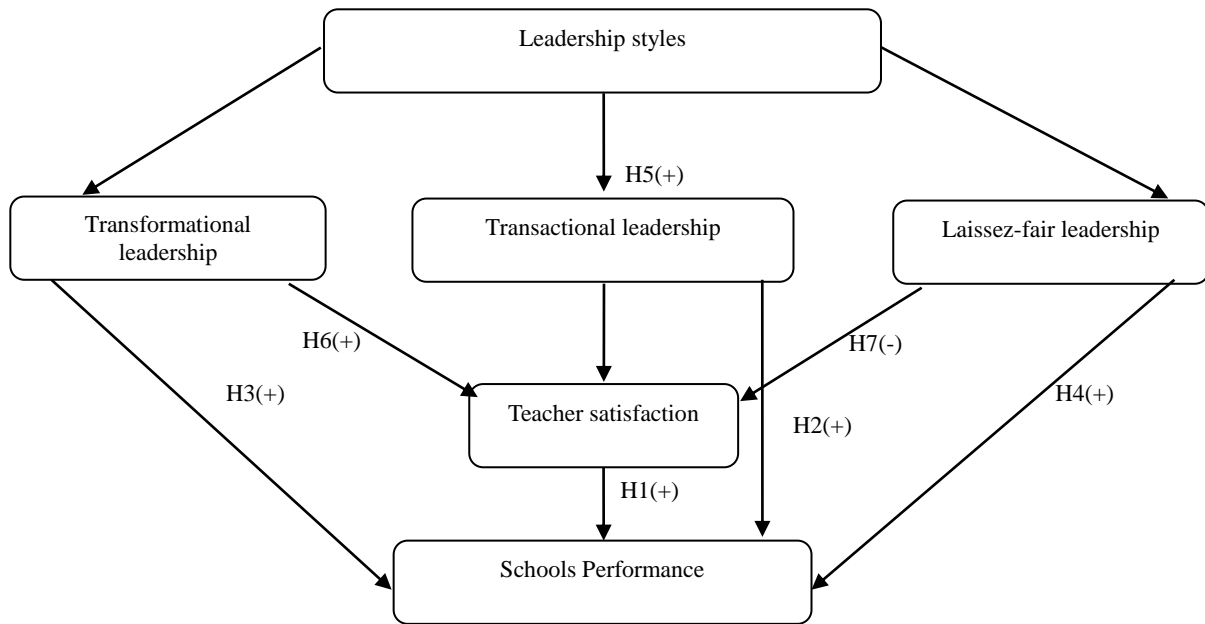 Leadership styles
H5(+)
Transformational
leadership
Transactional leadership
Laissez-fair leadership
H6(+)
H7(-)
H3(+)
H4(+)
Teacher satisfaction
H2(+)
H1(+)
Schools Performance